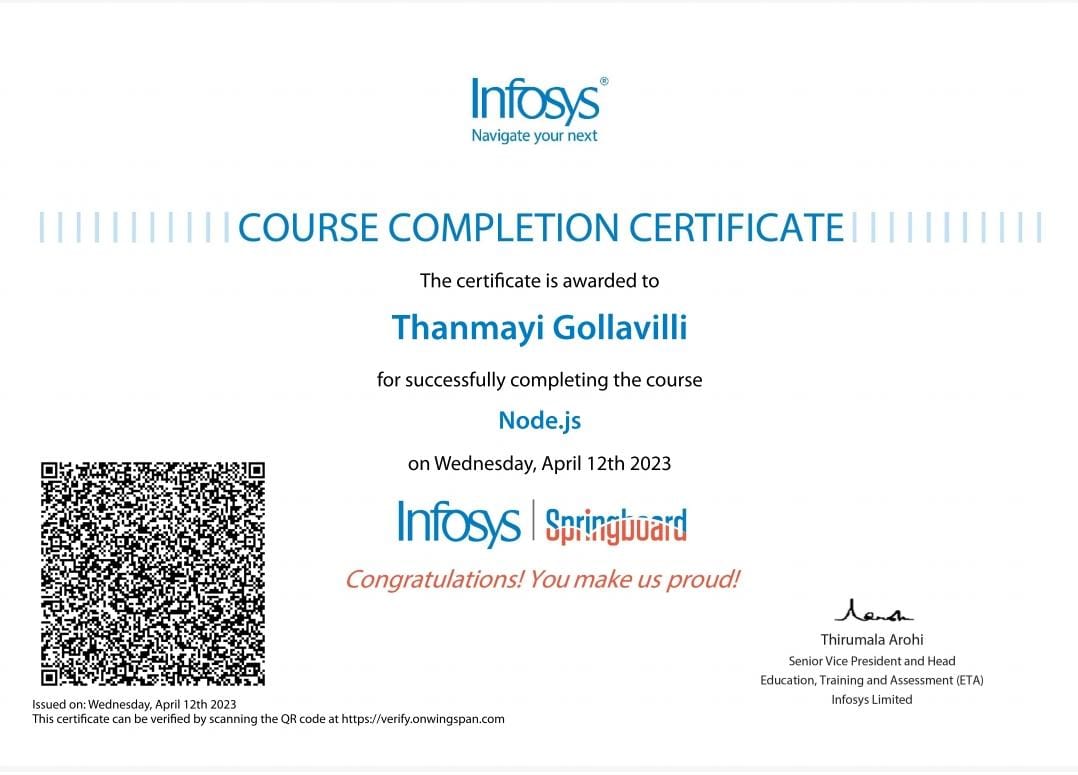 Infosys®
Navigate your next
COURSE COMPLETION CERTIFICATE
The certificate is awarded to
Thanmayi Gollavilli
for successfully completing the course
Node.js
on Wednesday, April 12th 2023
Infosys | Springboard
Congratulations! You make us proud!
Thirumala Arohi
Senior Vice President and Head
Education, Training and Assessment (ETA)
Infosys Limited
Issued on: Wednesday, April 12th 2023
This certificate can be verified by scanning the QR code at https://verify.onwingspan.com